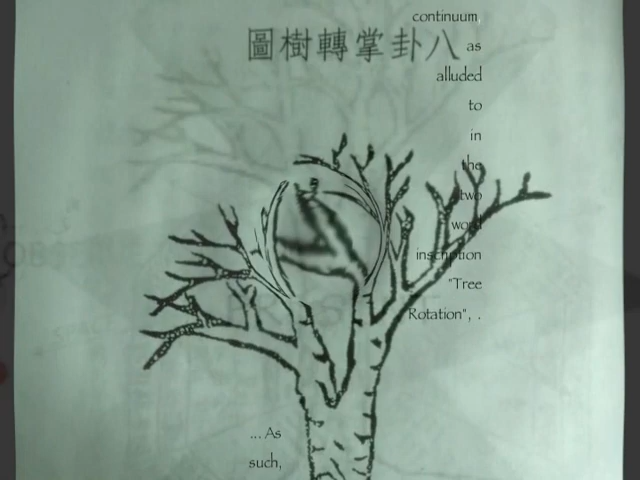 continuum,
圖樹轉掌卦八
as
alluded
to
in
the
two
word
inscription
"Tree
Rotation", .
... As
such,